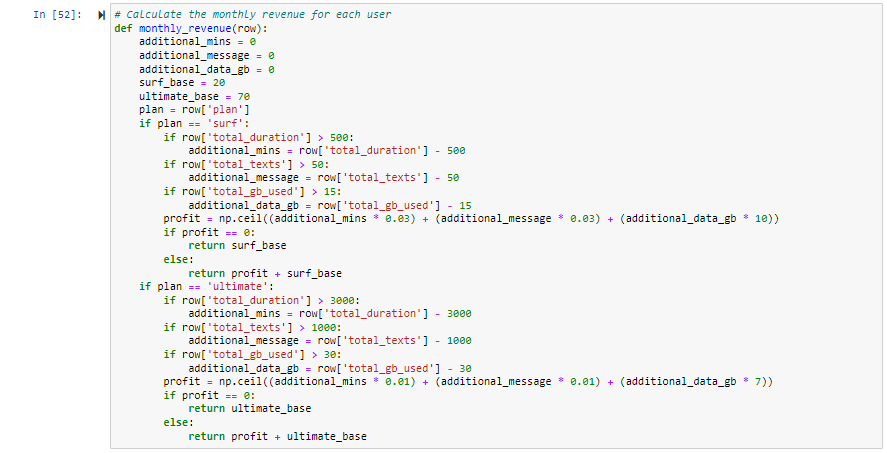 In [52]: # Calculate the monthly revenue for each user
def monthly_revenue(row):
    additional_mins = 0
    additional_message = 0
    additional_data_gb = 0
    surf_base = 20
    ultimate_base = 70
    plan = row['plan']
    if plan == 'surf':
        if row['total_duration'] > 500:
            additional_mins = row['total_duration'] - 500
        if row['total_texts'] > 50:
            additional_message = row['total_texts'] - 50
        if row['total_gb_used'] > 15:
            additional_data_gb = row['total_gb_used'] - 15
        profit = np.ceil((additional_mins * 0.03) + (additional_message * 0.03) + (additional_data_gb * 10))
        if profit == 0:
            return surf_base
        else:
            return profit + surf_base
    if plan == 'ultimate':
        if row['total_duration'] > 3000:
            additional_mins = row['total_duration'] - 3000
        if row['total_texts'] > 1000:
            additional_message = row['total_texts'] - 1000
        if row['total_gb_used'] > 30:
            additional_data_gb = row['total_gb_used'] - 30
        profit = np.ceil((additional_mins * 0.01) + (additional_message * 0.01) + (additional_data_gb * 7))
        if profit == 0:
            return ultimate_base
        else:
            return profit + ultimate_base